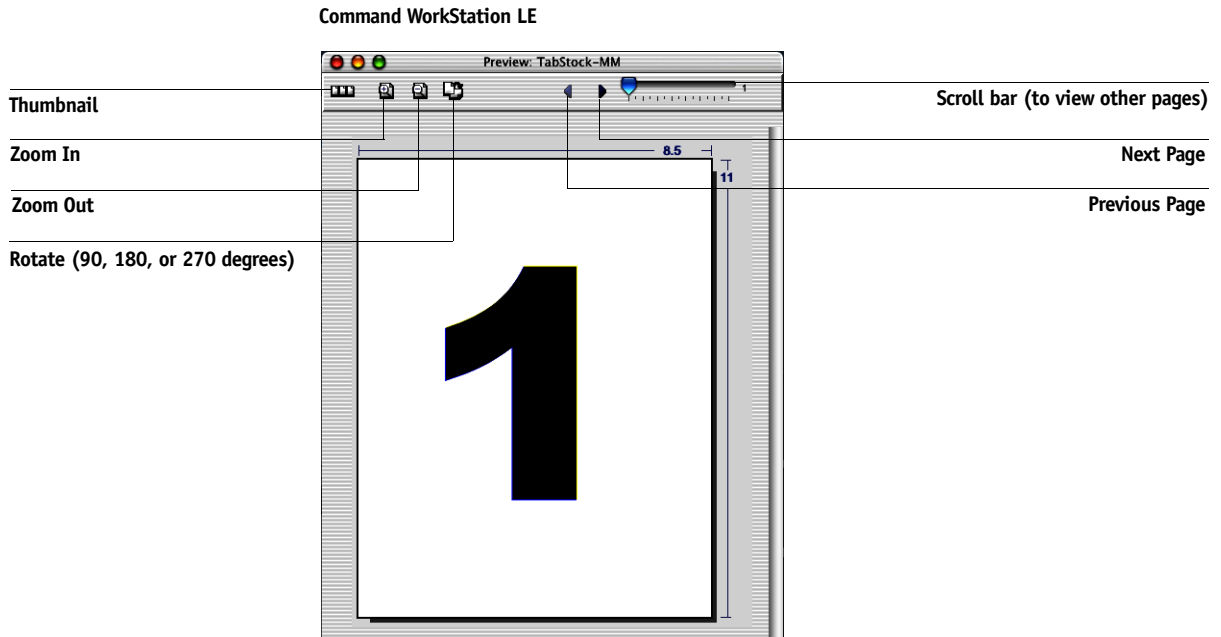 Command WorkStation LE
Preview: TabStock-MM
1
Thumbnail
Scroll bar (to view other pages)
Zoom In
Next Page
8.5
11
Zoom Out
Previous Page
Rotate (90, 180, or 270 degrees)
1